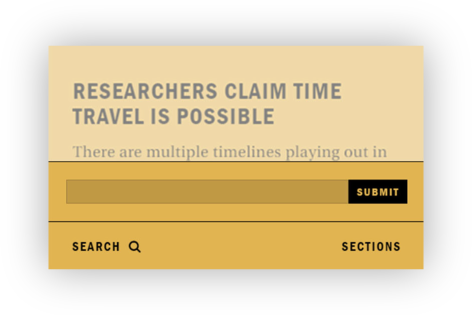 RESEARCHERS CLAIM TIME
TRAVEL IS POSSIBLE
There are multiple timelines playing out in
SUBMIT
SEARCH SECTIONS